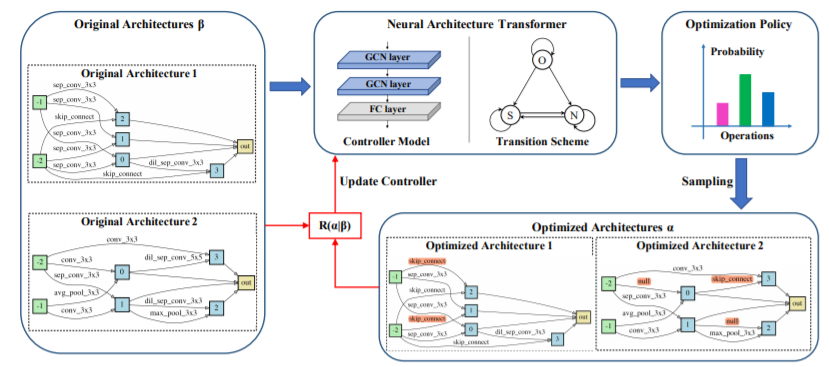 Original Architectures β
Original Architecture 1
sep_conv_3x3
sep_conv_3x3
-1
skip_connect
2
sep_conv_3x3
1
sep_conv_3x3
out
-2
0
dil_sep_conv_3x3
sep_conv_3x3
3
skip_connect
Original Architecture 2
conv_3x3
conv_3x3
dil_sep_conv_5x5
3
-2
sep_conv_3x3
0
out
avg_pool_3x3
dil_sep_conv_3x3
-1
1
2
conv_3x3
max_pool_3x3
Neural Architecture Transformer
GCN layer
GCN layer
FC layer
Controller Model
O
S
N
Transition Scheme
Optimization Policy
Probability
Operations
Update Controller
Sampling
R(α|β)
Optimized Architectures α
Optimized Architecture 1
skip_connect
sep_conv_3x3
-1
skip_connect
2
sep_conv_3x3
1
skip_connect
out
-2
0
dil_sep_conv_3x3
sep_conv_3x3
3
skip_connect
Optimized Architecture 2
conv_3x3
null
skip_connect
3
-2
sep_conv_3x3
0
out
avg_pool_3x3
null
-1
1
2
conv_3x3
max_pool_3x3